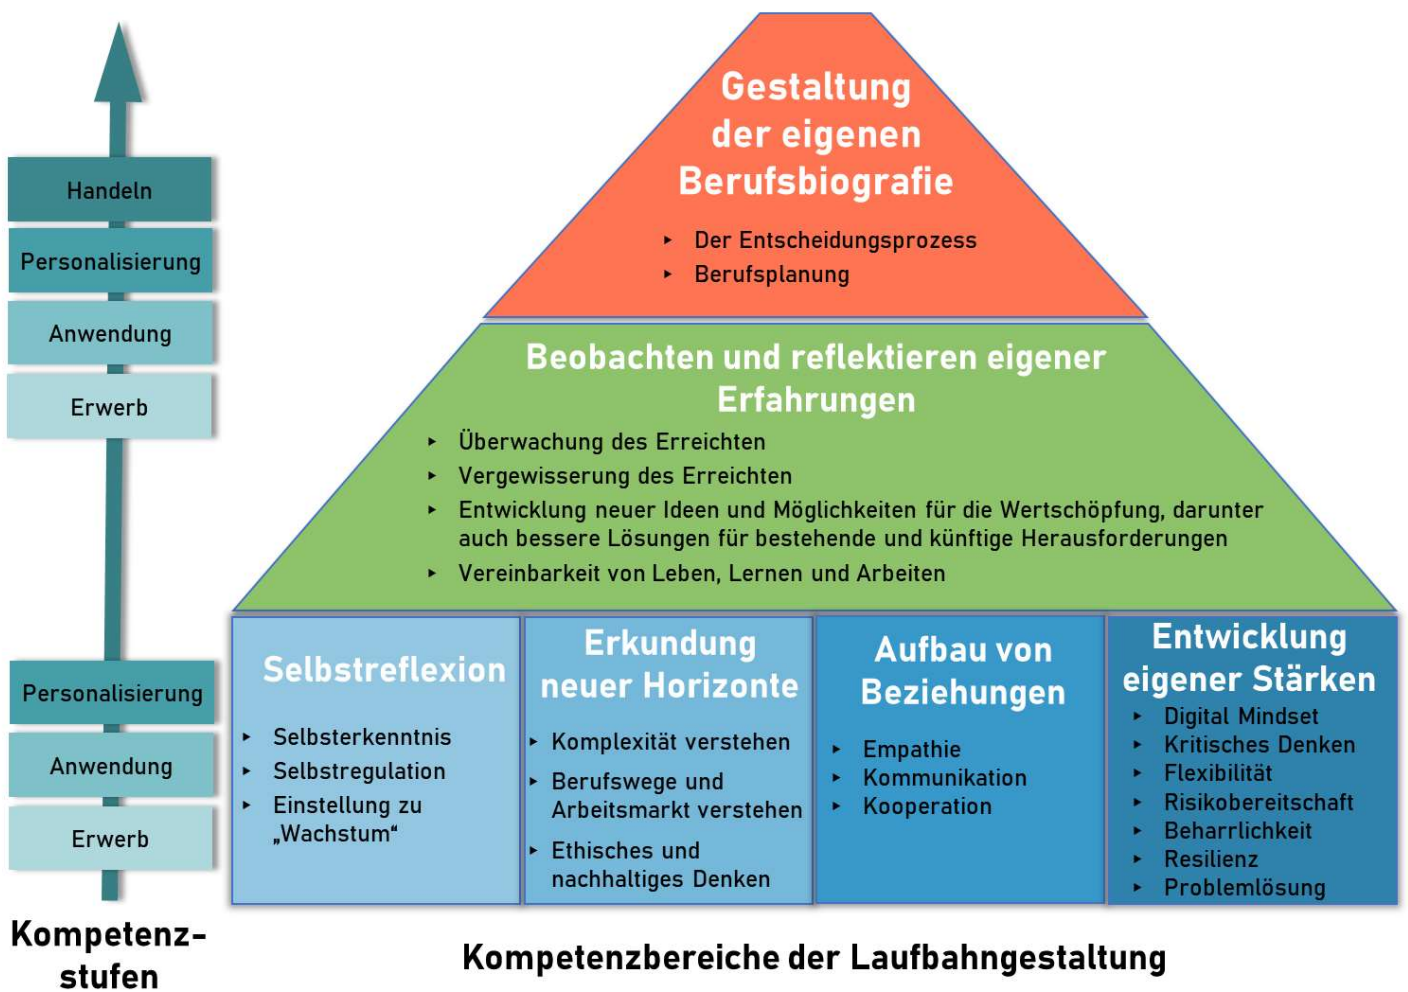 Handeln
Personalisierung
Anwendung
Erwerb
Personalisierung
Anwendung
Erwerb
Kompetenz-
stufen
Gestaltung
der eigenen
Berufsbiografie
‣ Der Entscheidungsprozess
‣ Berufsplanung
Beobachten und reflektieren eigener
Erfahrungen
‣ Überwachung des Erreichten
‣ Vergewisserung des Erreichten
‣ Entwicklung neuer Ideen und Möglichkeiten für die Wertschöpfung, darunter
auch bessere Lösungen für bestehende und künftige Herausforderungen
‣ Vereinbarkeit von Leben, Lernen und Arbeiten
Selbstreflexion
‣ Selbsterkenntnis
‣ Selbstregulation
‣ Einstellung zu
„Wachstum“
Erkundung
neuer Horizonte
‣ Komplexität verstehen
‣ Berufswege und
Arbeitsmarkt verstehen
‣ Ethisches und
nachhaltiges Denken
Aufbau von
Beziehungen
‣ Empathie
‣ Kommunikation
‣ Kooperation
Entwicklung
eigener Stärken
‣ Digital Mindset
‣ Kritisches Denken
‣ Flexibilität
‣ Risikobereitschaft
‣ Beharrlichkeit
‣ Resilienz
‣ Problemlösung
Kompetenzbereiche der Laufbahngestaltung